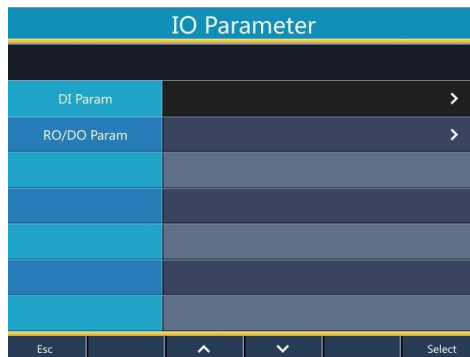 IO Parameter
DI Param
RO/DO Param
Esc
Select